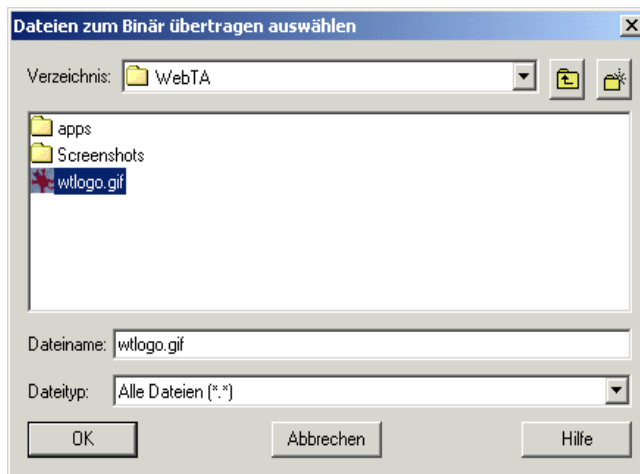 Dateien zum Binär übertragen auswählen
Verzeichnis: WebTA
apps
Screenshots
wtlogo.gif
Dateiname: wtlogo.gif
Dateityp: Alle Dateien (*.*)
OK Abbrechen Hilfe